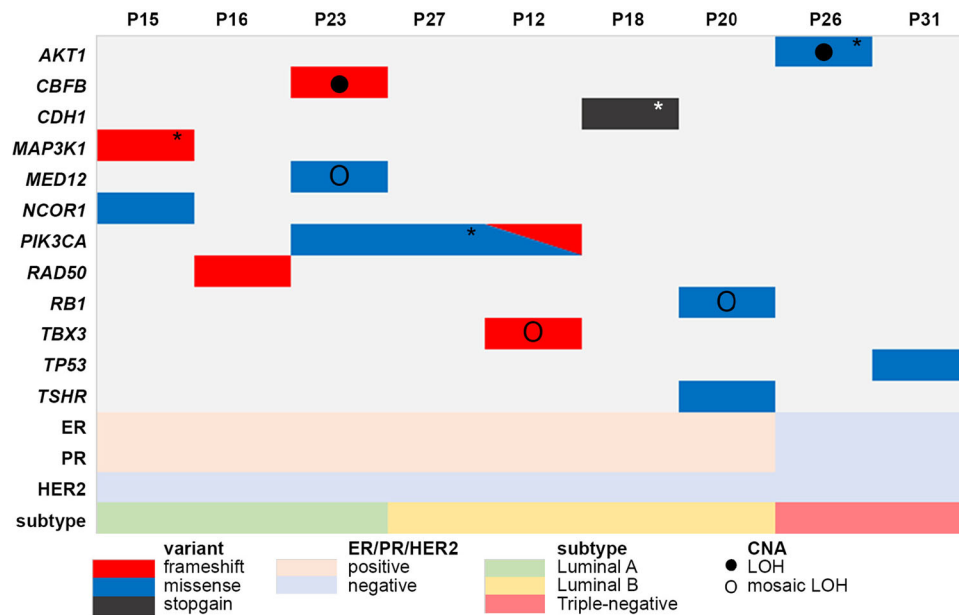 P15 P16 P23 P27 P12 P18 P20 P26 P31
AKT1 *
CBFB
CDH1 *
MAP3K1 *
MED12 O
NCOR1
PIK3CA *
RAD50
RB1 O
TBX3 O
TP53
TSHR
ER
PR
HER2
subtype
variant ER/PR/HER2 subtype CNA
frameshift positive Luminal A LOH
missense negative Luminal B O mosaic LOH
stopgain Triple-negative